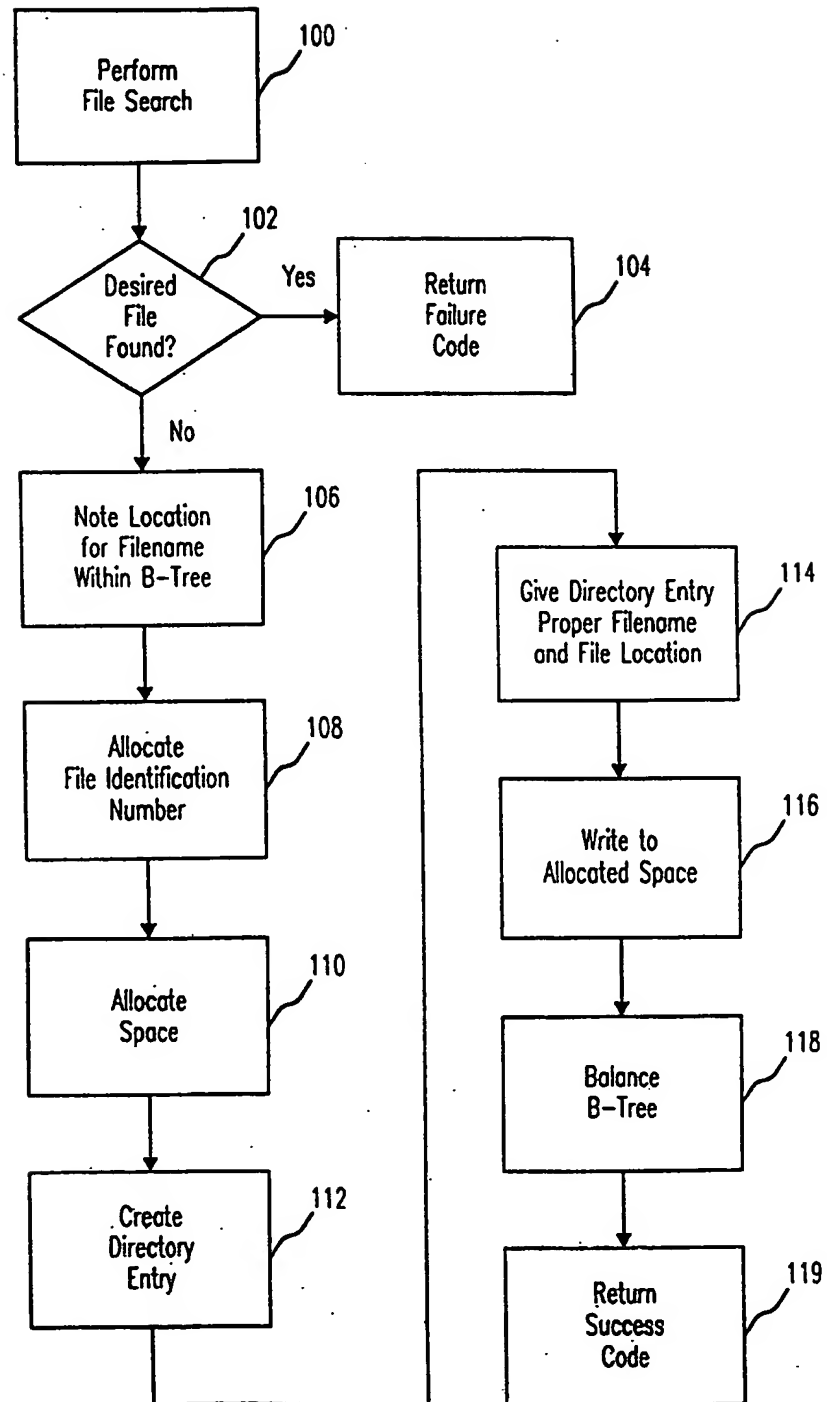 100
Perform
File Search
102
Desired
File
Found?
Yes
Return
Failure
Code
104
No
106
Note Location
for Filename
Within B-Tree
108
Allocate
File Identification
Number
110
Allocate
Space
112
Create
Directory
Entry
114
Give Directory Entry
Proper Filename
and File Location
116
Write to
Allocated Space
118
Balance
B-Tree
119
Return
Success
Code